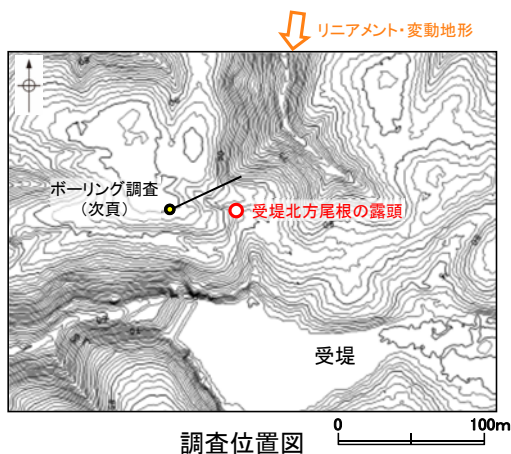 リニアメント・変動地形
ボーリング調査
（次頁）
受堤北方尾根の露頭
受堤
調査位置図
0
100m